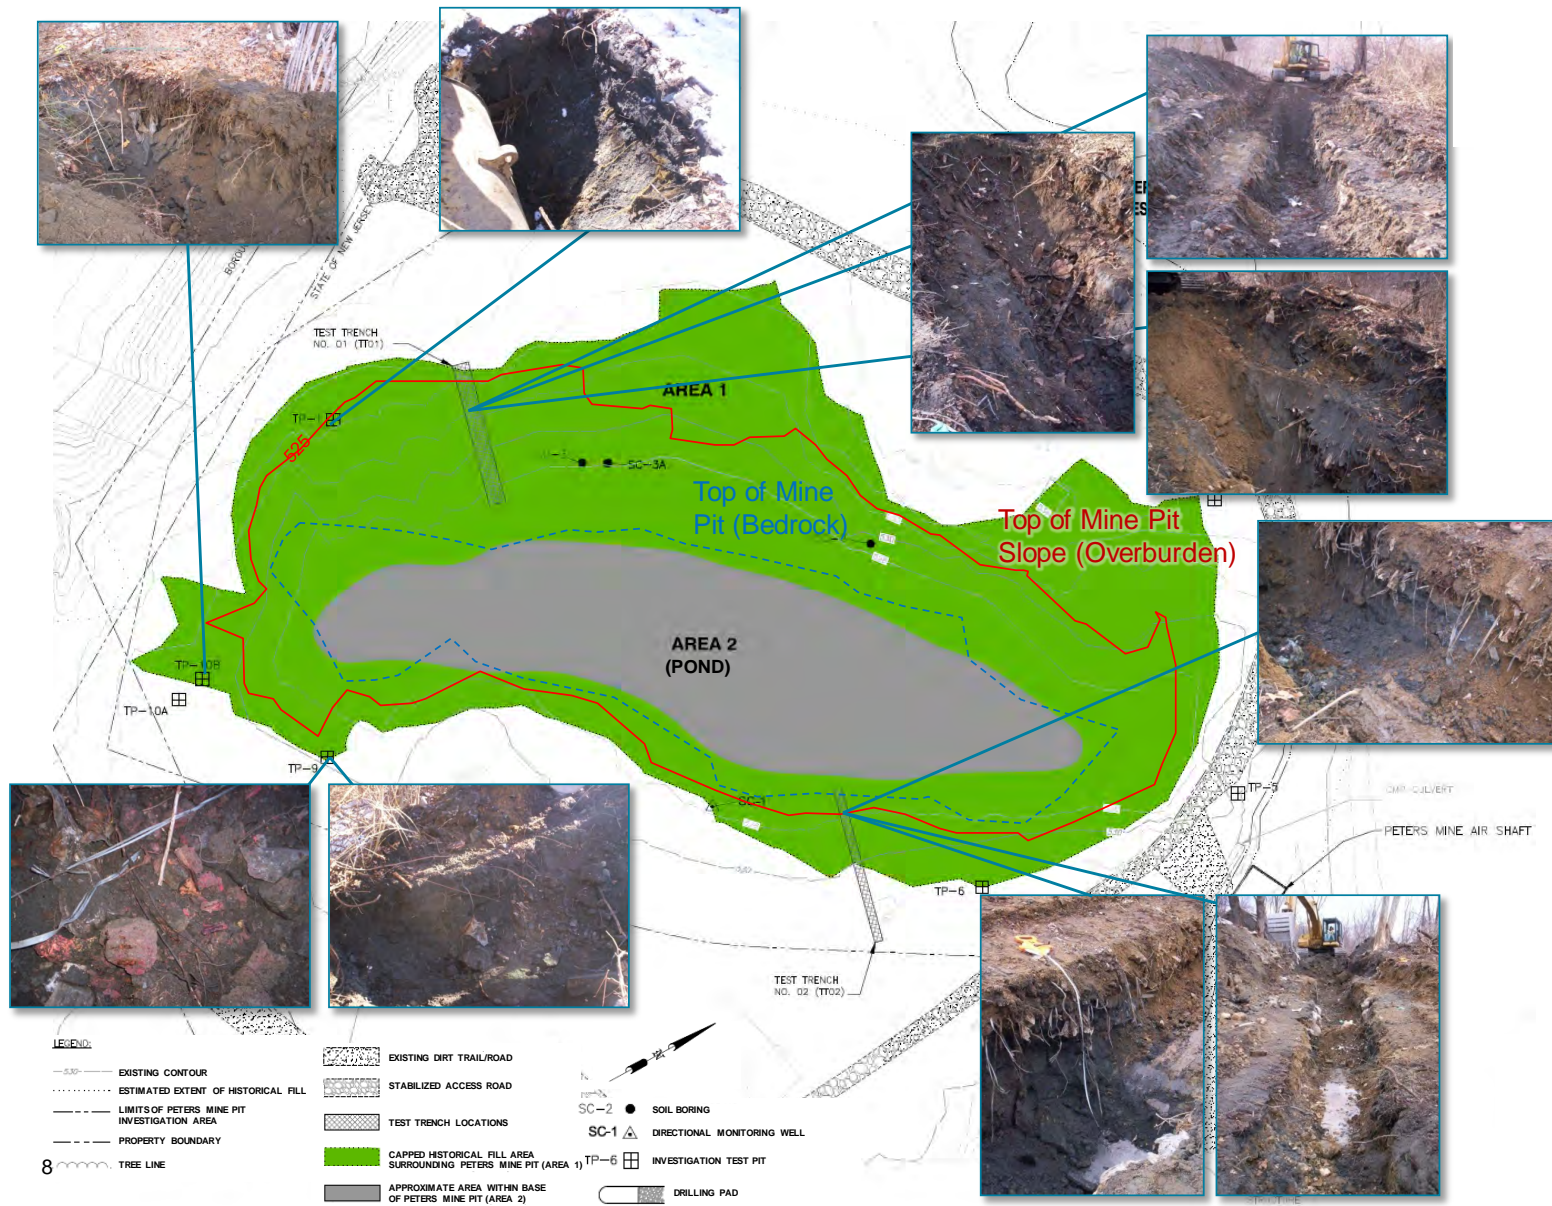 STATE OF NEW JERSE
TEST TRENCH
NO. 01 (TT01)
AREA 1
TP-1
525
SC-3A
Top of Mine
Pit (Bedrock)
Top of Mine Pit
Slope (Overburden)
AREA 2
(POND)
TP-10B
TP-10A
TP-9
SC-1
TP-5
CMP CULVERT
PETERS MINE AIR SHAFT
TP-6
TEST TRENCH
NO. 02 (TT02)
LEGEND:
530 EXISTING CONTOUR
ESTIMATED EXTENT OF HISTORICAL FILL
LIMITS OF PETERS MINE PIT
INVESTIGATION AREA
PROPERTY BOUNDARY
TREE LINE
EXISTING DIRT TRAIL/ROAD
STABILIZED ACCESS ROAD
TEST TRENCH LOCATIONS
CAPPED HISTORICAL FILL AREA
SURROUNDING PETERS MINE PIT (AREA 1)
APPROXIMATE AREA WITHIN BASE
OF PETERS MINE PIT (AREA 2)
SC-2 SOIL BORING
SC-1 DIRECTIONAL MONITORING WELL
TP-6 INVESTIGATION TEST PIT
DRILLING PAD
8